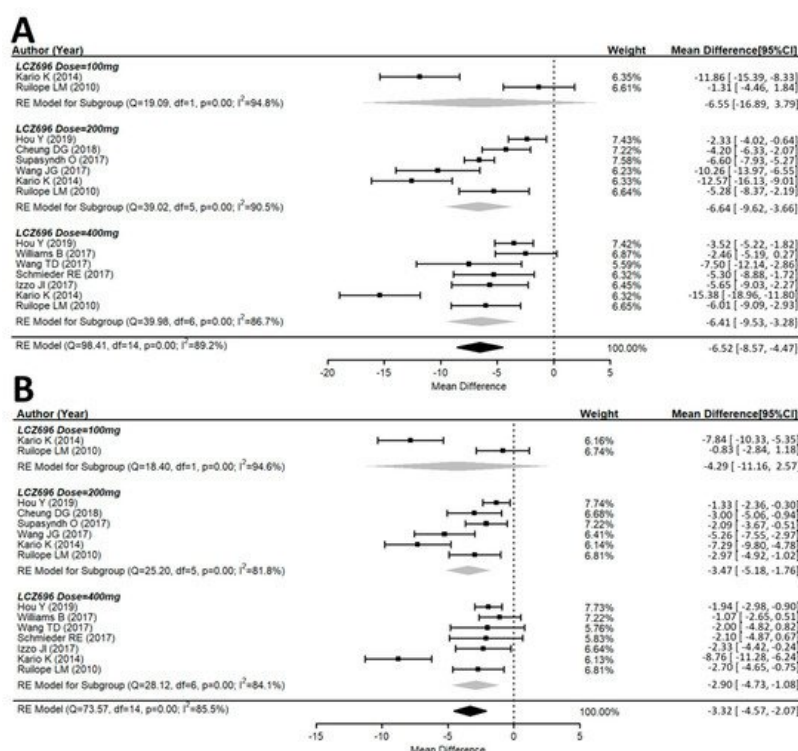 A
Author (Year) Weight Mean Difference[95%CI]
LCZ696 Dose=100mg
Kario K (2014) 6.35% -11.86 [-15.39, -8.33]
Ruilope LM (2010) 6.61% -1.31 [ -4.46, 1.84]
RE Model for Subgroup (Q=19.09, df=1, p=0.00; I²=94.8%) -6.55 [-16.89, 3.79]
LCZ696 Dose=200mg
Hou Y (2019) 7.43% -2.33 [ -4.02, -0.64]
Cheung DG (2018) 7.22% -4.20 [ -6.33, -2.07]
Supasyndh O (2017) 7.58% -6.60 [ -7.93, -5.27]
Wang JG (2017) 6.23% -10.26 [-13.97, -6.55]
Kario K (2014) 6.33% -12.57 [-16.13, -9.01]
Ruilope LM (2010) 6.64% -5.28 [ -8.37, -2.19]
RE Model for Subgroup (Q=39.02, df=5, p=0.00; I²=90.5%) -6.64 [ -9.62, -3.66]
LCZ696 Dose=400mg
Hou Y (2019) 7.42% -3.52 [ -5.22, -1.82]
Williams B (2017) 6.87% -2.46 [ -5.19, 0.27]
Wang TD (2017) 5.59% -7.50 [ -12.14, -2.86]
Schmieder RE (2017) 6.32% -5.30 [ -8.88, -1.72]
Izzo JI (2017) 6.45% -5.65 [ -9.03, -2.27]
Kario K (2014) 6.32% -15.38 [ -18.96, -11.80]
Ruilope LM (2010) 6.65% -6.01 [ -9.09, -2.93]
RE Model for Subgroup (Q=39.98, df=6, p=0.00; I²=86.7%) -6.41 [ -9.53, -3.28]
RE Model (Q=98.41, df=14, p=0.00; I²=89.2%) 100.00% -6.52 [ -8.57, -4.47]
-20 -15 -10 -5 0 5
Mean Difference
B
Author (Year) Weight Mean Difference[95%CI]
LCZ696 Dose=100mg
Kario K (2014) 6.16% -7.84 [ -10.33, -5.35]
Ruilope LM (2010) 6.74% -0.83 [ -2.84, 1.18]
RE Model for Subgroup (Q=18.40, df=1, p=0.00; I²=94.6%) -4.29 [ -11.16, 2.57]
LCZ696 Dose=200mg
Hou Y (2019) 7.74% -1.33 [ -2.36, -0.30]
Cheung DG (2018) 6.68% -3.00 [ -5.06, -0.94]
Supasyndh O (2017) 7.22% -2.09 [ -3.67, -0.51]
Wang JG (2017) 6.41% -5.26 [ -7.55, -2.97]
Kario K (2014) 6.14% -7.29 [ -9.80, -4.78]
Ruilope LM (2010) 6.81% -2.97 [ -4.92, -1.02]
RE Model for Subgroup (Q=25.20, df=5, p=0.00; I²=81.8%) -3.47 [ -5.18, -1.76]
LCZ696 Dose=400mg
Hou Y (2019) 7.73% -1.94 [ -2.98, -0.90]
Williams B (2017) 7.22% -1.07 [ -2.65, 0.51]
Wang TD (2017) 5.76% -2.00 [ -4.82, 0.82]
Schmieder RE (2017) 5.83% -2.10 [ -4.87, 0.67]
Izzo JI (2017) 6.64% -2.33 [ -4.42, -0.24]
Kario K (2014) 6.13% -8.76 [ -11.28, -6.24]
Ruilope LM (2010) 6.81% -2.70 [ -4.65, -0.75]
RE Model for Subgroup (Q=28.12, df=6, p=0.00; I²=84.1%) -2.90 [ -4.73, -1.08]
RE Model (Q=73.57, df=14, p=0.00; I²=85.5%) 100.00% -3.32 [ -4.57, -2.07]
-15 -10 -5 0 5
Mean Difference